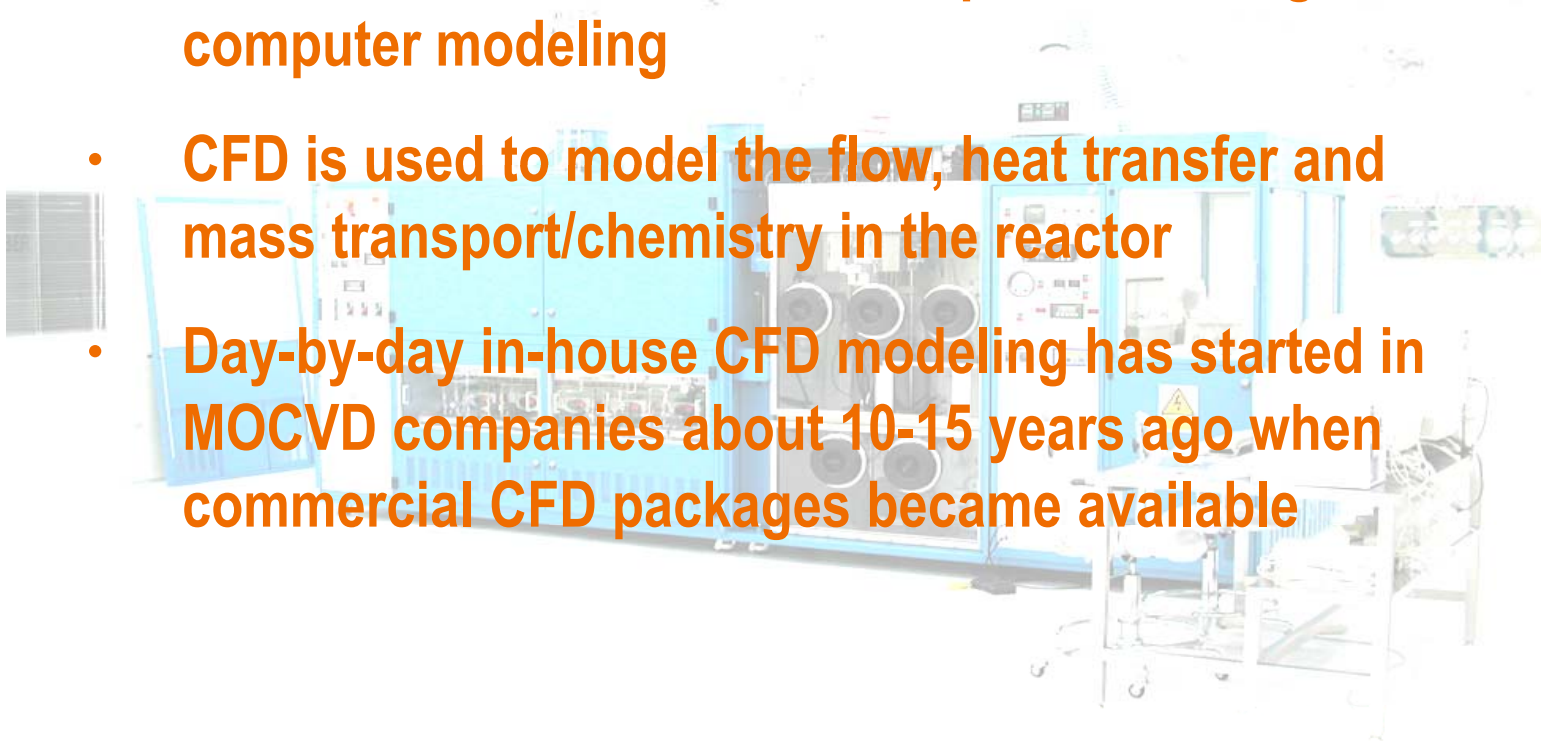 computer modeling
• CFD is used to model the flow, heat transfer and
mass transport/chemistry in the reactor
• Day-by-day in-house CFD modeling has started in
MOCVD companies about 10-15 years ago when
commercial CFD packages became available